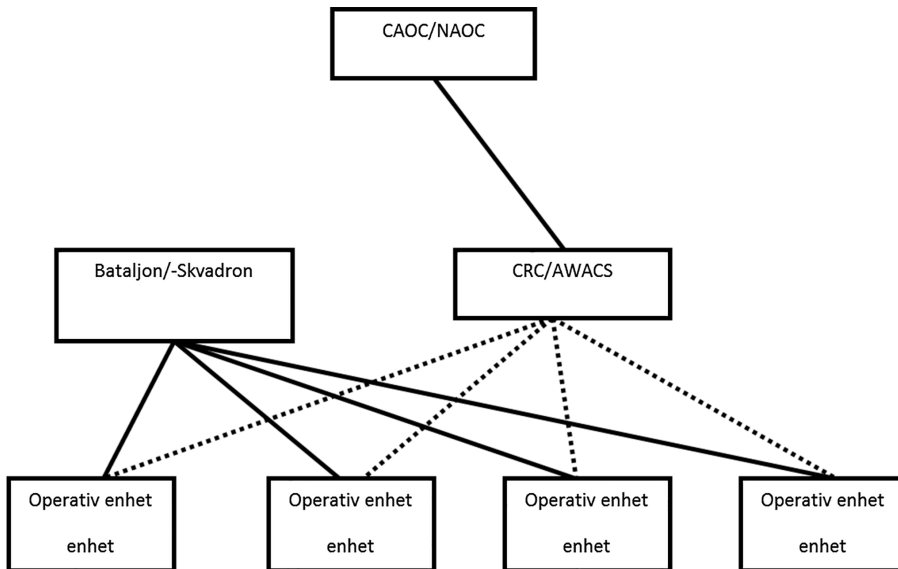 CAOC/NAOC
Bataljon/-Skvadron
CRC/AWACS
Operativ enhet
enhet
Operativ enhet
enhet
Operativ enhet
enhet
Operativ enhet
enhet